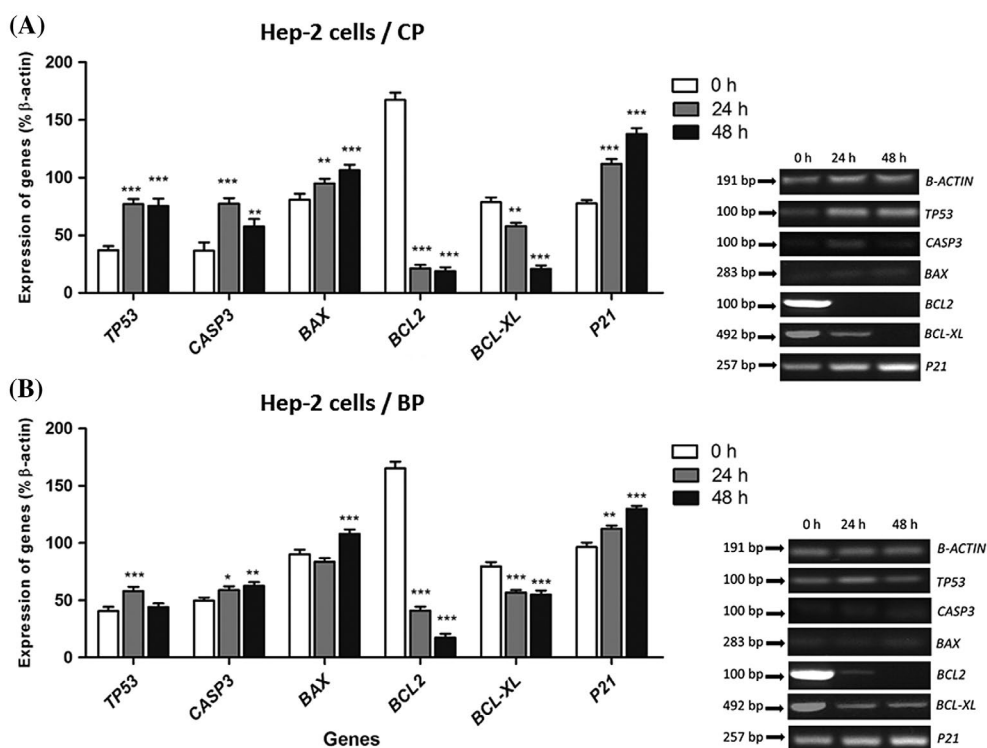 (A)
Hep-2 cells / CP
Expression of genes (% β-actin)
200
150
100
50
0
***
***
***
**
**
***
***
***
**
***
***
***
TP53
CASP3
BAX
BCL2
BCL-XL
P21
0 h
24 h
48 h
0 h 24 h 48 h
191 bp B-ACTIN
100 bp TP53
100 bp CASP3
283 bp BAX
100 bp BCL2
492 bp BCL-XL
257 bp P21
(B)
Hep-2 cells / BP
Expression of genes (% β-actin)
200
150
100
50
0
***
*
**
***
***
***
***
***
**
***
TP53
CASP3
BAX
BCL2
BCL-XL
P21
Genes
0 h
24 h
48 h
0 h 24 h 48 h
191 bp B-ACTIN
100 bp TP53
100 bp CASP3
283 bp BAX
100 bp BCL2
492 bp BCL-XL
257 bp P21